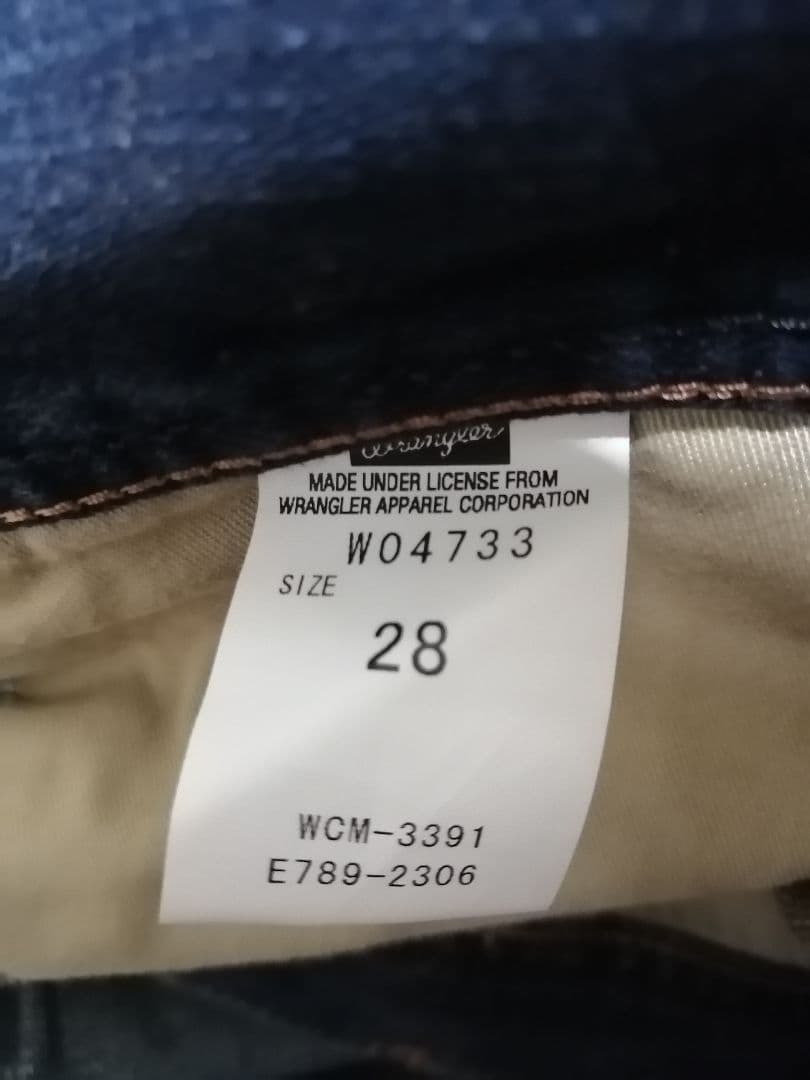 Wrangler
MADE UNDER LICENSE FROM
WRANGLER APPAREL CORPORATION
W04733
SIZE
28
WCM-3391
E789-2306